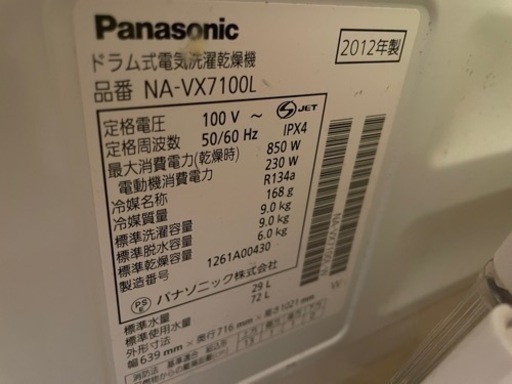 Panasonic
ドラム式電気洗濯乾燥機
2012年製
品番 NA-VX7100L
定格電圧 100 V ~
JET
定格周波数 50/60 Hz IPX4
最大消費電力(乾燥時) 850 W
電動機消費電力 230 W
冷媒名称 R134a
冷媒質量 168 g
標準洗濯容量 9.0 kg
標準脱水容量 9.0 kg
標準乾燥容量 6.0 kg
製造番号 1261A00430
PS E パナソニック株式会社
標準水量 29 L
標準使用水量 72 L
外形寸法
幅 639 mm × 奥行 716 mm × 高さ 1021 mm